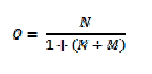 Q = N / 1 + (N + M)